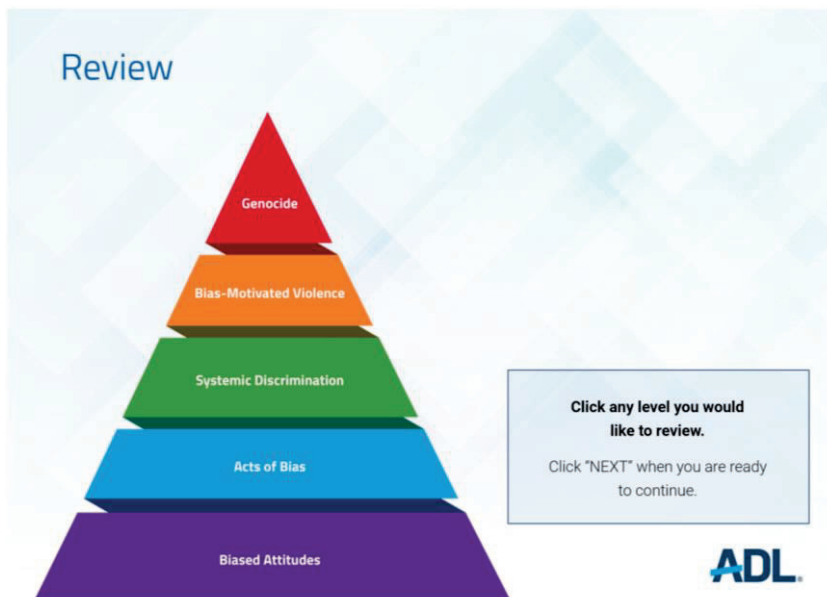 Review
Genocide
Bias-Motivated Violence
Systemic Discrimination
Acts of Bias
Biased Attitudes
Click any level you would
like to review.
Click "NEXT" when you are ready
to continue.
ADL